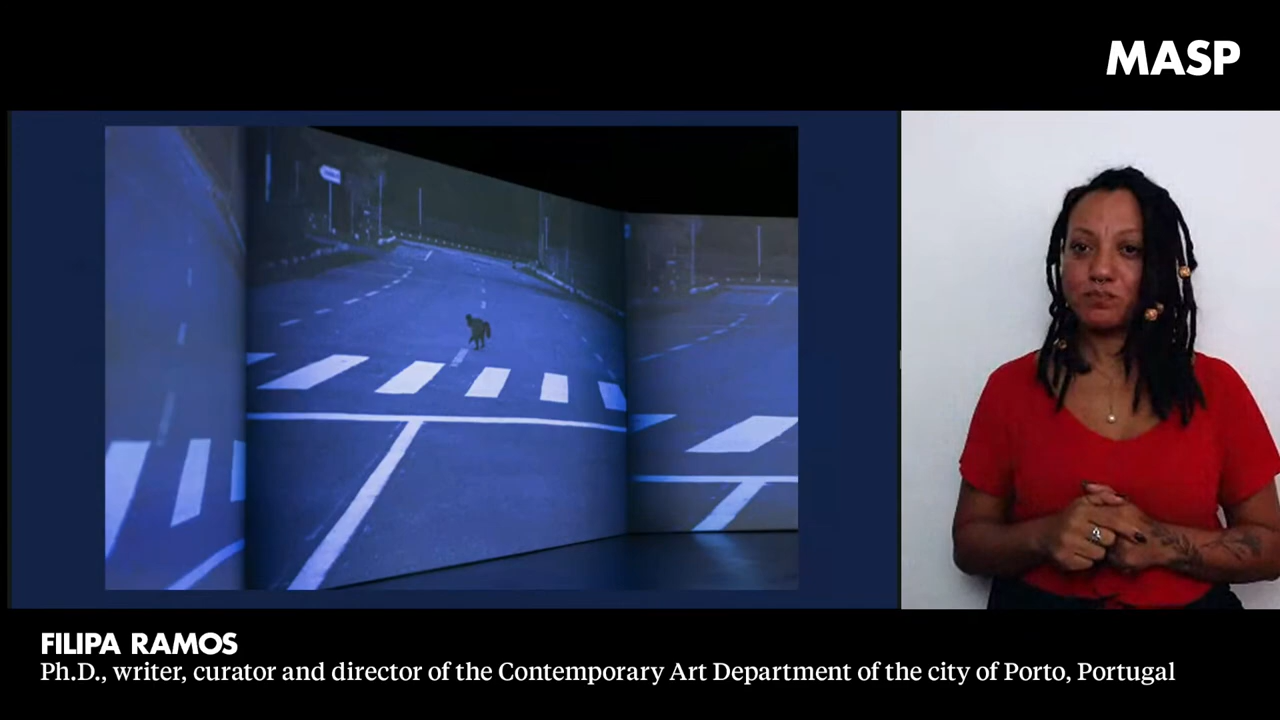 MASP
FILIPA RAMOS
Ph.D., writer, curator and director of the Contemporary Art Department of the city of Porto, Portugal